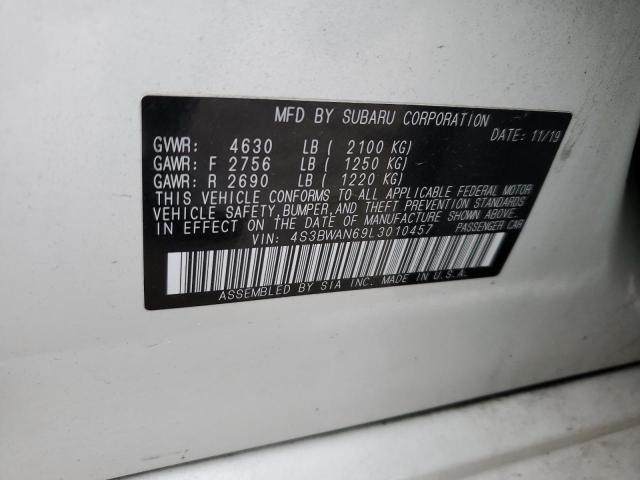 MFD BY SUBARU CORPORATION
DATE: 11/19
GVWR: 4630 LB ( 2100 KG)
GAWR: F 2756 LB ( 1250 KG)
GAWR: R 2690 LB ( 1220 KG)
THIS VEHICLE CONFORMS TO ALL APPLICABLE FEDERAL MOTOR
VEHICLE SAFETY, BUMPER, AND THEFT PREVENTION STANDARDS
IN EFFECT ON THE DATE OF MANUFACTURE SHOWN ABOVE.
VIN: 4S3BWAN69L3010457 PASSENGER CAR
ASSEMBLED BY SIA INC. MADE IN U.S.A.